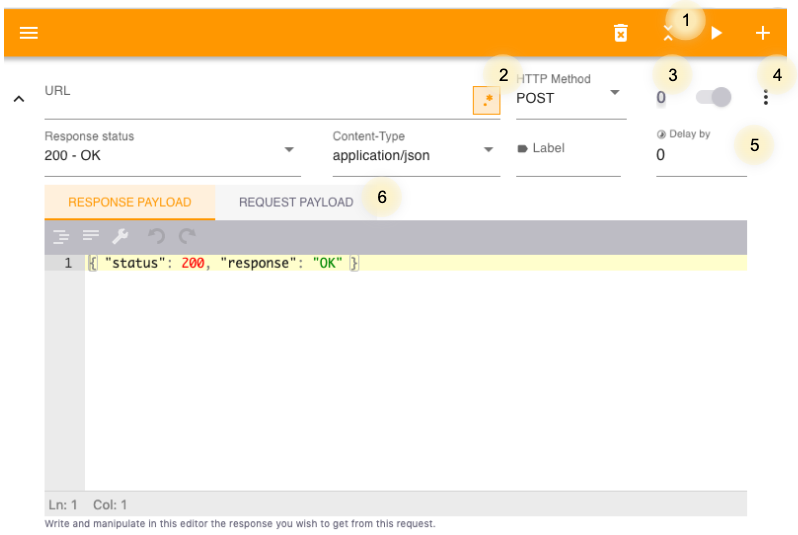 1
URL
.*
2
HTTP Method
POST
3
0
4
Response status
200 - OK
Content-Type
application/json
Label
Delay by
0
5
RESPONSE PAYLOAD
REQUEST PAYLOAD
6
1 { "status": 200, "response": "OK" }
Ln: 1 Col: 1
Write and manipulate in this editor the response you wish to get from this request.